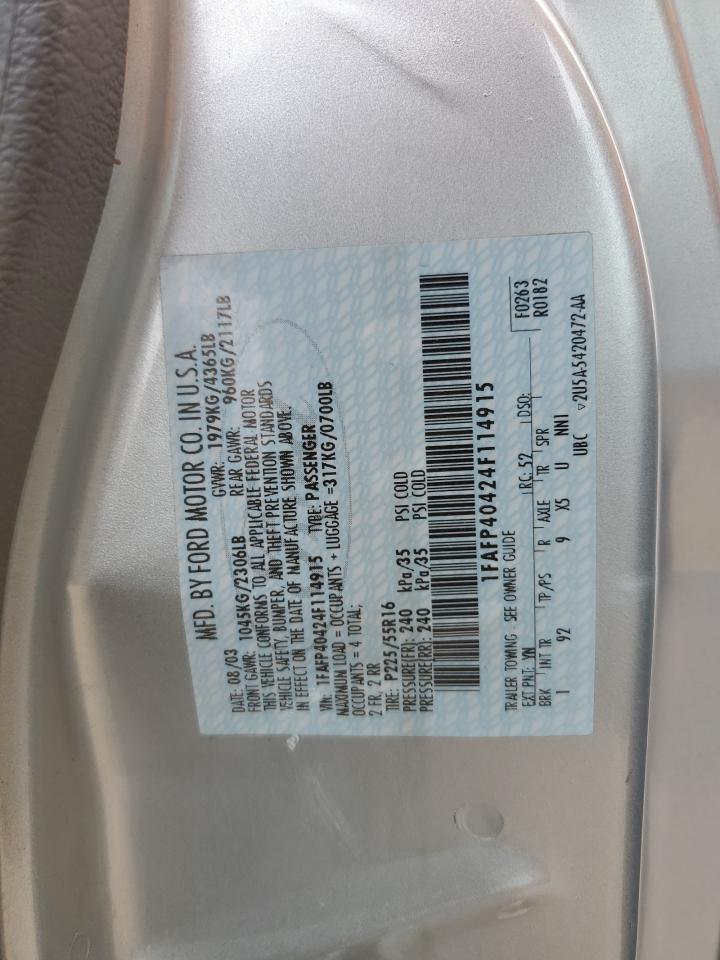 MFD. BY FORD MOTOR CO. IN U.S.A.
DATE: 08/03 GVWR: 1979KG/4365LB
FRONT GAWR: 1045KG/2306LB REAR GAWR: 960KG/2117LB
THIS VEHICLE CONFORMS TO ALL APPLICABLE FEDERAL MOTOR
VEHICLE SAFETY, BUMPER, AND THEFT PREVENTION STANDARDS
IN EFFECT ON THE DATE OF MANUFACTURE SHOWN ABOVE.
VIN: 1FAFP40424F114915 TYPE: PASSENGER
MAXIMUM LOAD = OCCUPANTS + LUGGAGE =317KG/0700LB
OCCUPANTS = 4 TOTAL;
2 FR, 2 RR
TIRE: P225/55R16
PRESSURE(FR): 240 kPa/35 PSI COLD
PRESSURE(RR): 240 kPa/35 PSI COLD
1FAFP40424F114915
TRAILER TOWING - SEE OWNER GUIDE F0263
EXT PNT: YN RC: 52 DSO: R0182
BRK INT TR TP/PS R AXLE TR SPR
1 92 9 X5 U NN11
UBC ▽2U5A-5420472-AA